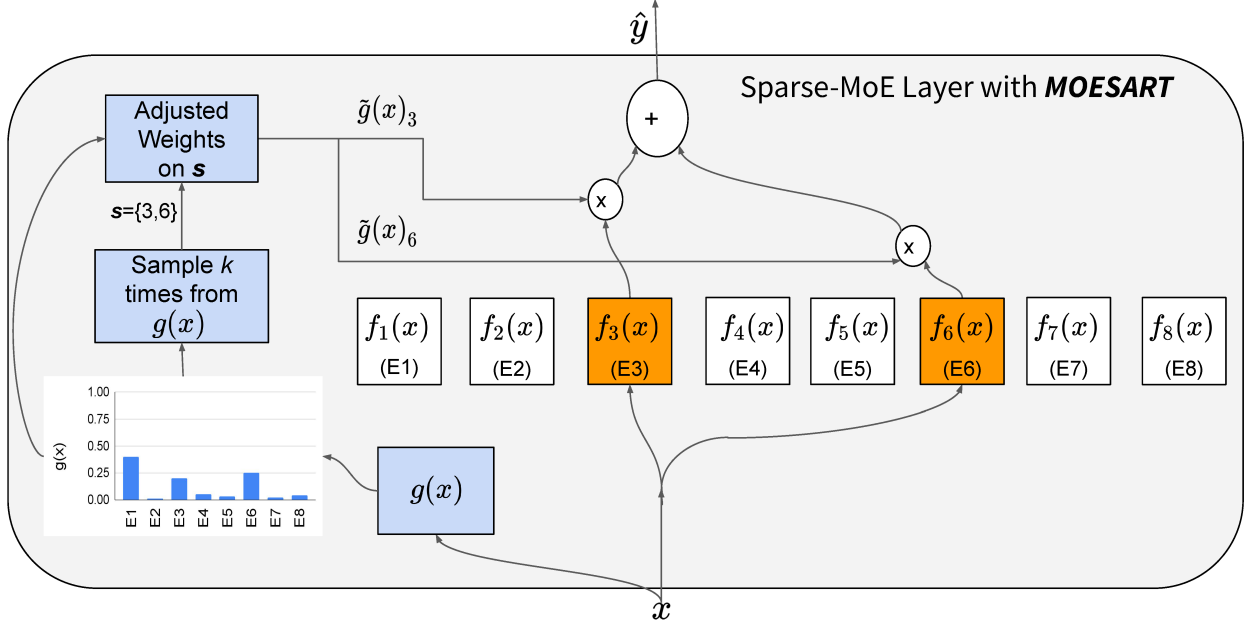 ŷ
Sparse-MoE Layer with MOESART
Adjusted
Weights
on s
g̃(x)₃
+
x
s={3,6}
g̃(x)₆
x
Sample k
times from
g(x)
f₁(x)
(E1)
f₂(x)
(E2)
f₃(x)
(E3)
f₄(x)
(E4)
f₅(x)
(E5)
f₆(x)
(E6)
f₇(x)
(E7)
f₈(x)
(E8)
g(x)
1.00
0.75
0.50
0.25
0.00
E1
E2
E3
E4
E5
E6
E7
E8
g(x)
x